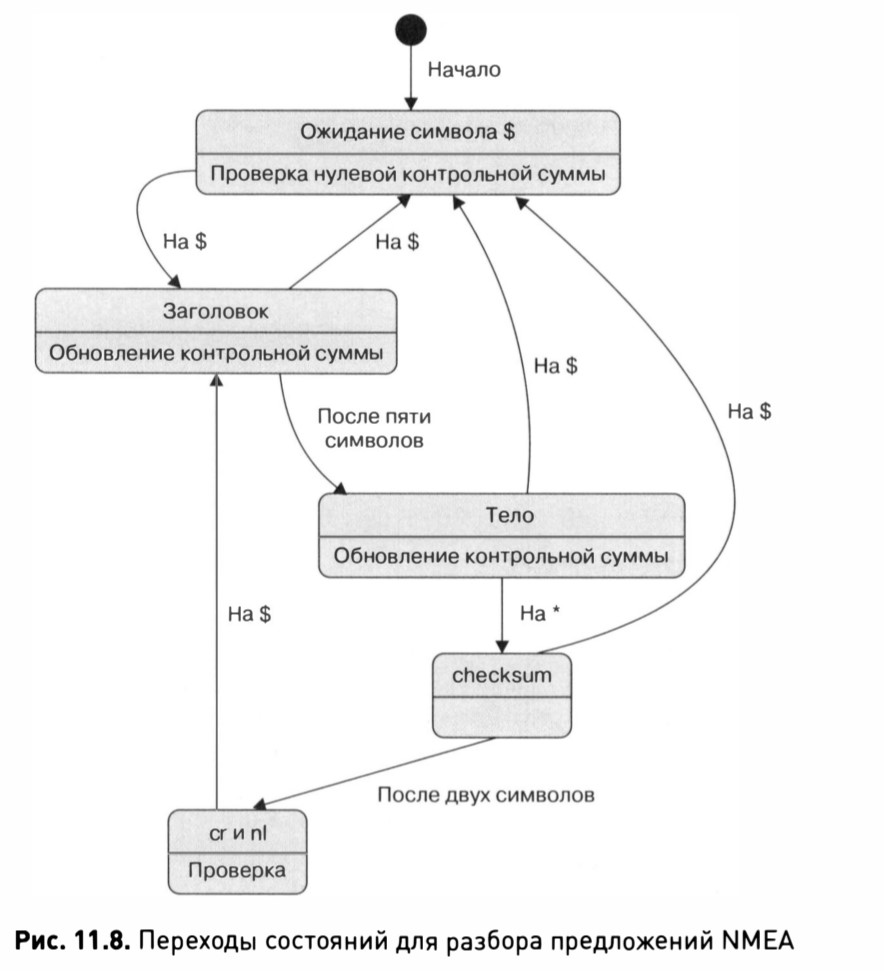 Начало
Ожидание символа $
Проверка нулевой контрольной суммы
На $
На $
Заголовок
Обновление контрольной суммы
На $
На $
После пяти
символов
Тело
Обновление контрольной суммы
На $
На *
checksum
После двух символов
cr и nl
Проверка
Рис. 11.8. Переходы состояний для разбора предложений NMEA